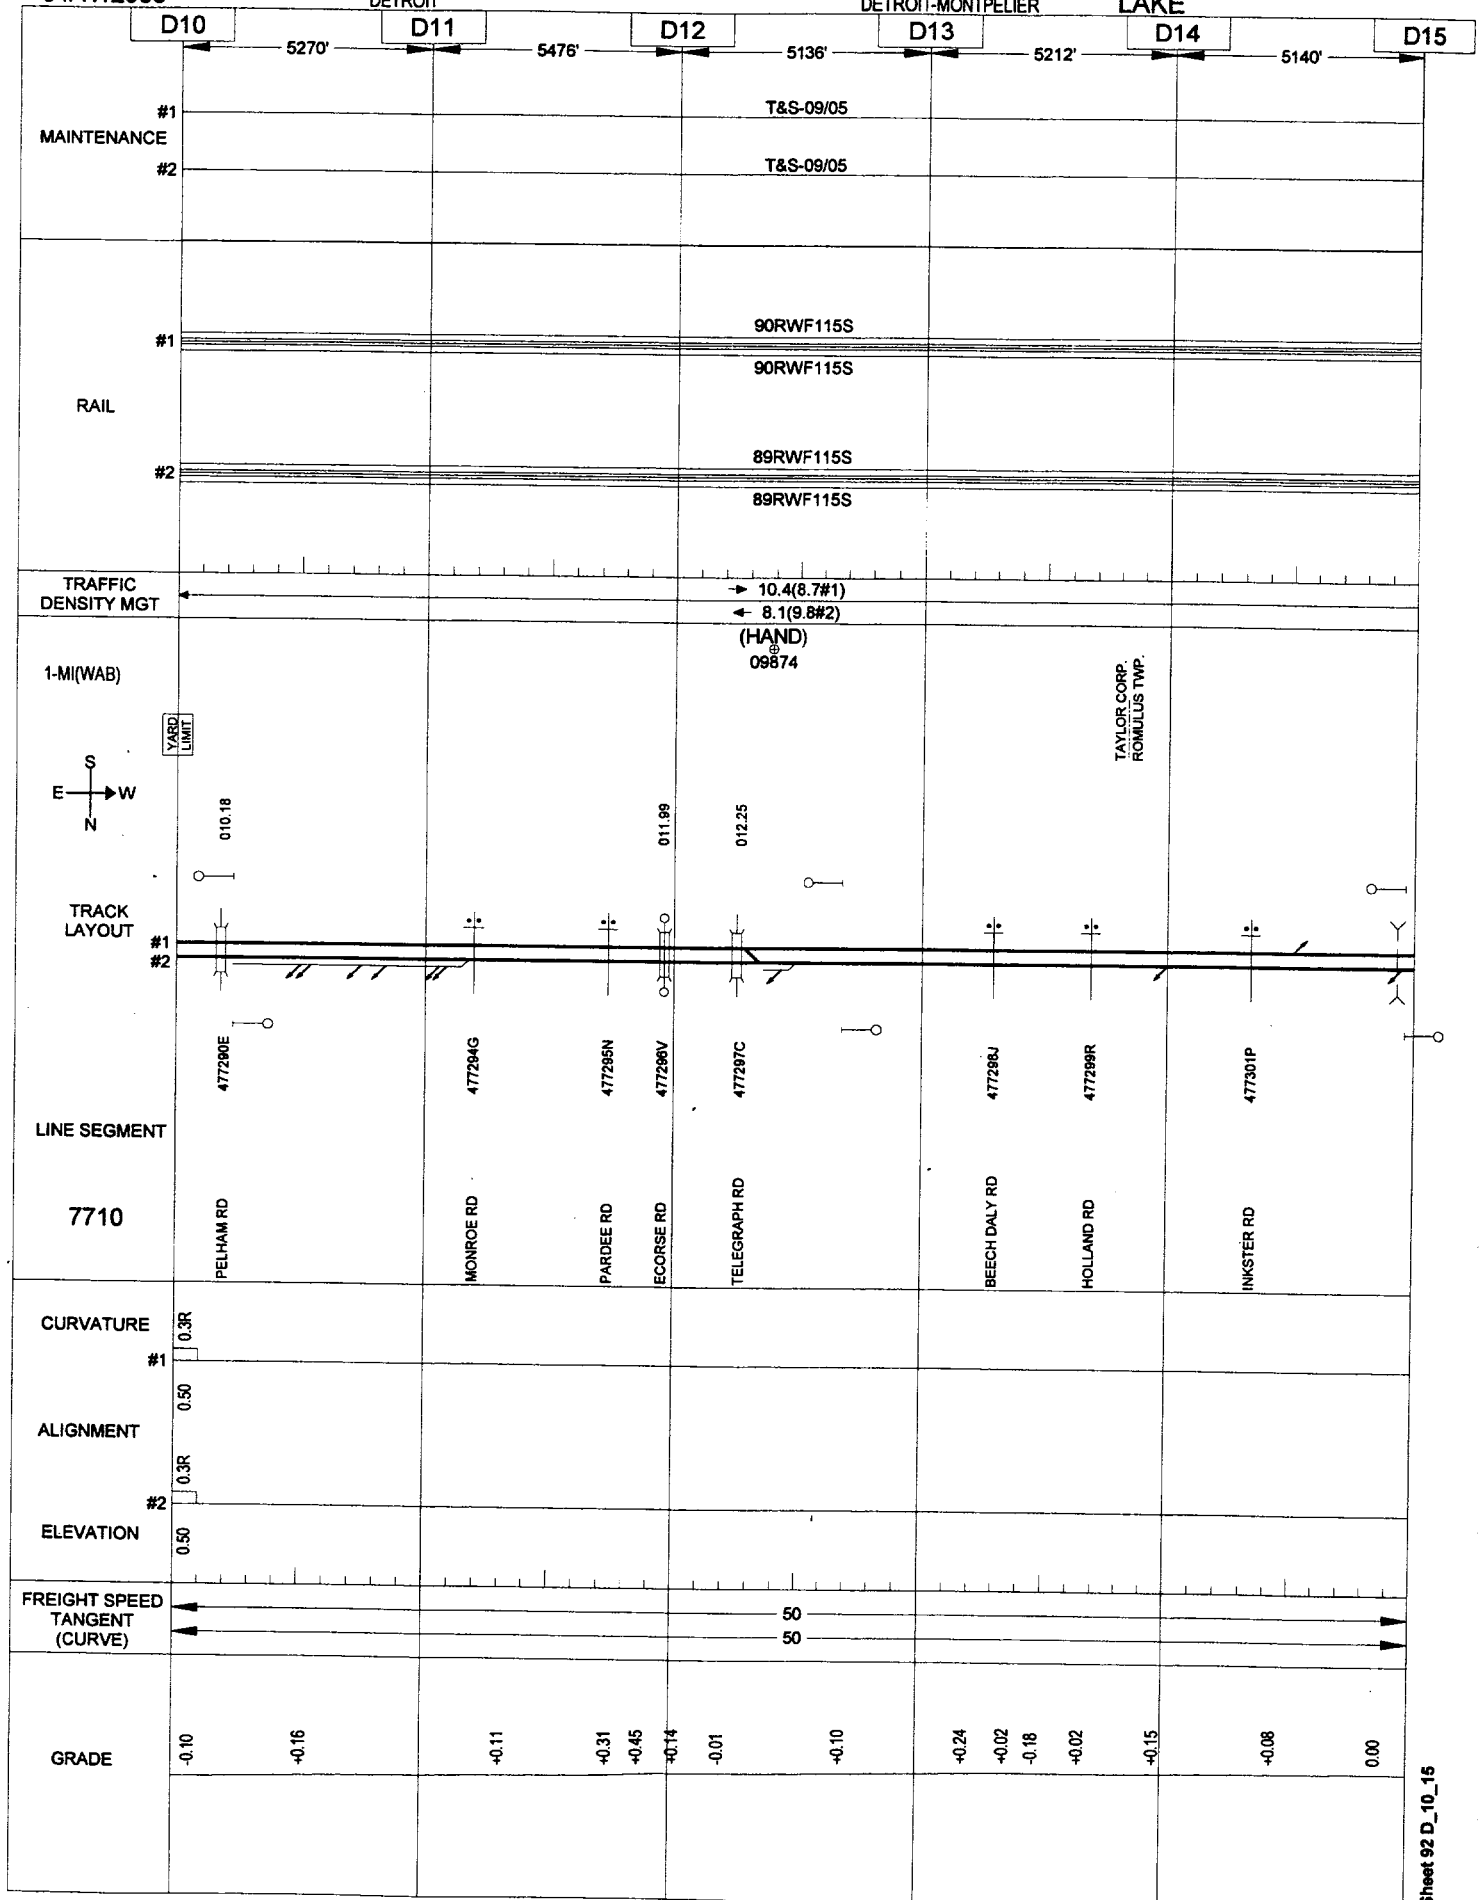 DETROIT
DETROIT-MONTPELIER
LAKE
D10
D11
D12
D13
D14
D15
5270'
5476'
5136'
5212'
5140'
MAINTENANCE
#1
T&S-09/05
#2
T&S-09/05
RAIL
#1
90RWF115S
90RWF115S
#2
89RWF115S
89RWF115S
TRAFFIC
DENSITY MGT
10.4(8.7#1)
8.1(9.8#2)
(HAND)
09874
1-MI(WAB)
YARD
LIMIT
TAYLOR CORP.
ROMULUS TWP.
S
E W
N
010.18
011.99
012.25
TRACK
LAYOUT
#1
#2
477290E
477294G
477295N
477296V
477297C
477298J
477299R
477301P
LINE SEGMENT
7710
PELHAM RD
MONROE RD
PARDEE RD
ECORSE RD
TELEGRAPH RD
BEECH DALY RD
HOLLAND RD
INKSTER RD
CURVATURE
0.3R
#1
0.50
ALIGNMENT
0.3R
#2
ELEVATION
0.50
FREIGHT SPEED
TANGENT
(CURVE)
50
50
GRADE
-0.10
+0.16
+0.11
+0.31
+0.45
+0.14
-0.01
+0.10
+0.24
+0.02
-0.18
+0.02
+0.15
+0.08
0.00
Sheet 92 D_10_15